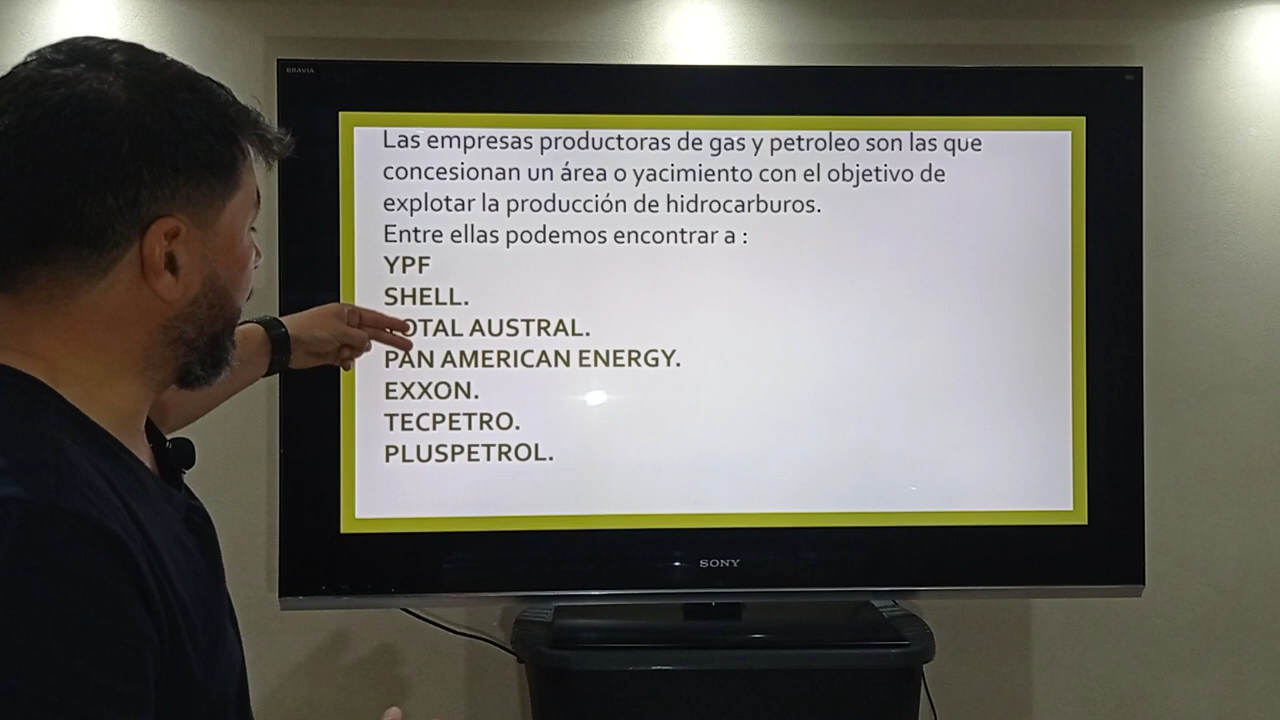 BRAVIA
Las empresas productoras de gas y petroleo son las que
concesionan un área o yacimiento con el objetivo de
explotar la producción de hidrocarburos.
Entre ellas podemos encontrar a :
YPF
SHELL.
TOTAL AUSTRAL.
PAN AMERICAN ENERGY.
EXXON.
TECPETRO.
PLUSPETROL.
SONY